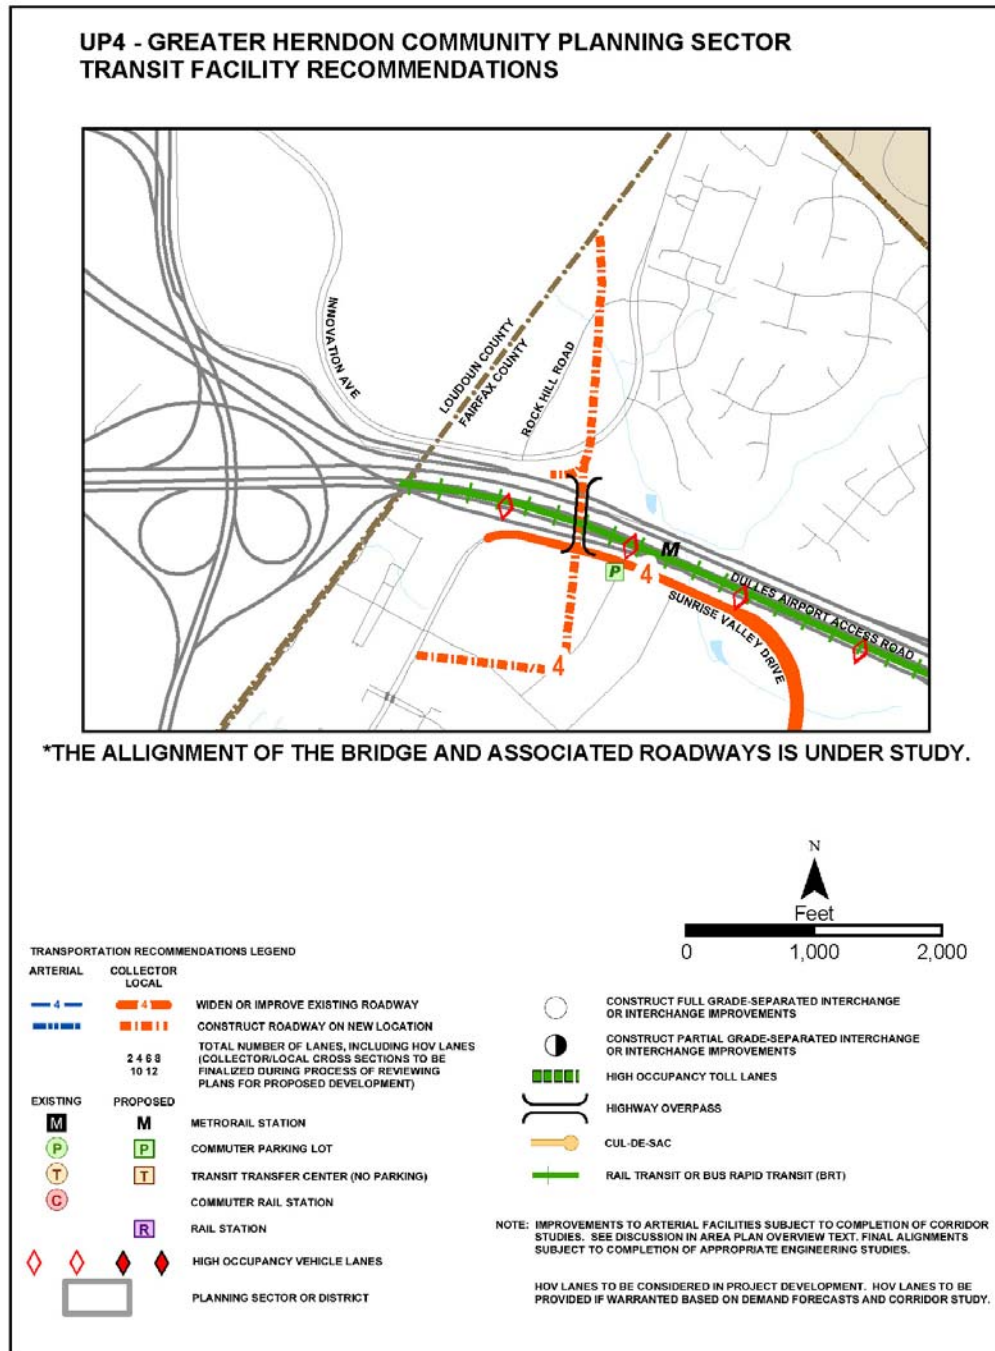 UP4 - GREATER HERNDON COMMUNITY PLANNING SECTOR
TRANSIT FACILITY RECOMMENDATIONS
INNOVATION AVE
LOUDOUN COUNTY
FAIRFAX COUNTY
ROCK HILL ROAD
M
P
4
DULLES AIRPORT ACCESS ROAD
SUNRISE VALLEY DRIVE
4
*THE ALLIGNMENT OF THE BRIDGE AND ASSOCIATED ROADWAYS IS UNDER STUDY.
N
Feet
0 1,000 2,000
TRANSPORTATION RECOMMENDATIONS LEGEND
ARTERIAL COLLECTOR
LOCAL
4 4 WIDEN OR IMPROVE EXISTING ROADWAY
CONSTRUCT ROADWAY ON NEW LOCATION
2 4 6 8
10 12
TOTAL NUMBER OF LANES, INCLUDING HOV LANES
(COLLECTOR/LOCAL CROSS SECTIONS TO BE
FINALIZED DURING PROCESS OF REVIEWING
PLANS FOR PROPOSED DEVELOPMENT)
EXISTING PROPOSED
M M METRORAIL STATION
P P COMMUTER PARKING LOT
T T TRANSIT TRANSFER CENTER (NO PARKING)
C COMMUTER RAIL STATION
R RAIL STATION
HIGH OCCUPANCY VEHICLE LANES
PLANNING SECTOR OR DISTRICT
CONSTRUCT FULL GRADE-SEPARATED INTERCHANGE
OR INTERCHANGE IMPROVEMENTS
CONSTRUCT PARTIAL GRADE-SEPARATED INTERCHANGE
OR INTERCHANGE IMPROVEMENTS
HIGH OCCUPANCY TOLL LANES
HIGHWAY OVERPASS
CUL-DE-SAC
RAIL TRANSIT OR BUS RAPID TRANSIT (BRT)
NOTE: IMPROVEMENTS TO ARTERIAL FACILITIES SUBJECT TO COMPLETION OF CORRIDOR
STUDIES. SEE DISCUSSION IN AREA PLAN OVERVIEW TEXT. FINAL ALIGNMENTS
SUBJECT TO COMPLETION OF APPROPRIATE ENGINEERING STUDIES.
HOV LANES TO BE CONSIDERED IN PROJECT DEVELOPMENT. HOV LANES TO BE
PROVIDED IF WARRANTED BASED ON DEMAND FORECASTS AND CORRIDOR STUDY.